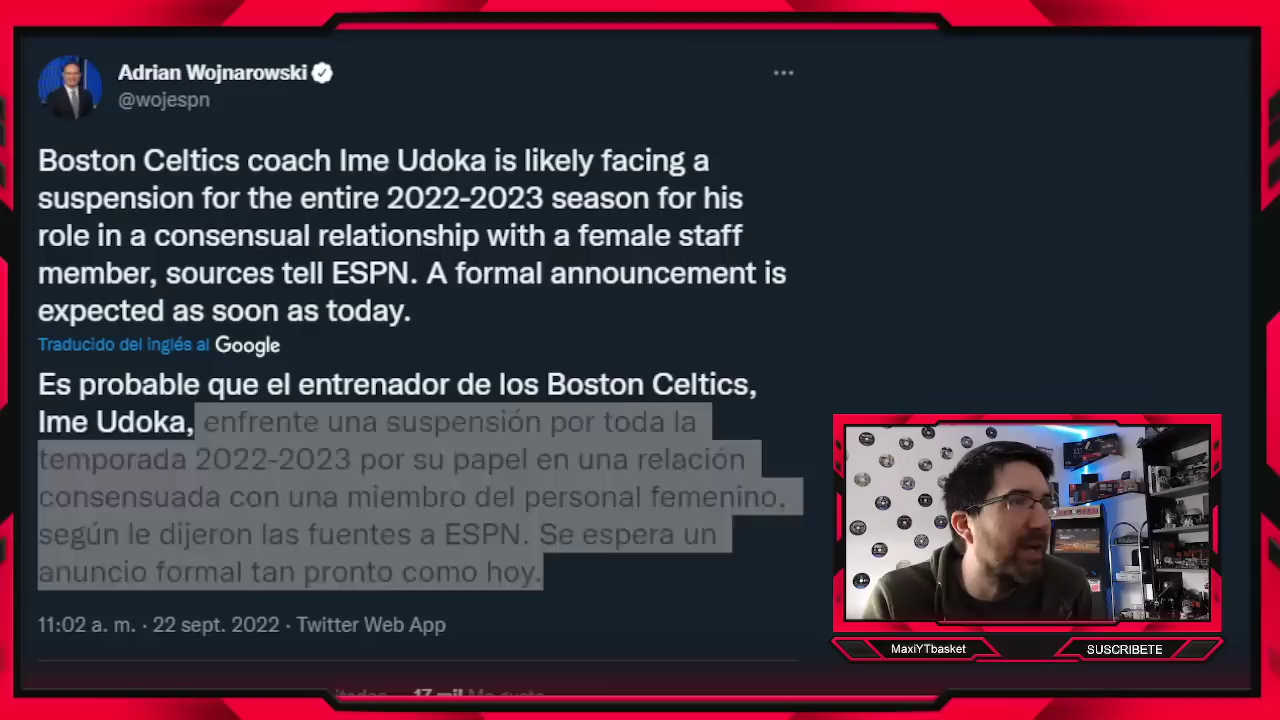 Adrian Wojnarowski
@wojespn
Boston Celtics coach Ime Udoka is likely facing a
suspension for the entire 2022-2023 season for his
role in a consensual relationship with a female staff
member, sources tell ESPN. A formal announcement is
expected as soon as today.
Traducido del inglés al Google
Es probable que el entrenador de los Boston Celtics,
Ime Udoka, enfrente una suspensión por toda la
temporada 2022-2023 por su papel en una relación
consensuada con una miembro del personal femenino,
según le dijeron las fuentes a ESPN. Se espera un
anuncio formal tan pronto como hoy.
11:02 a. m. · 22 sept. 2022 · Twitter Web App
17 mil Me gusta
MaxiYTbasket
SUSCRIBETE